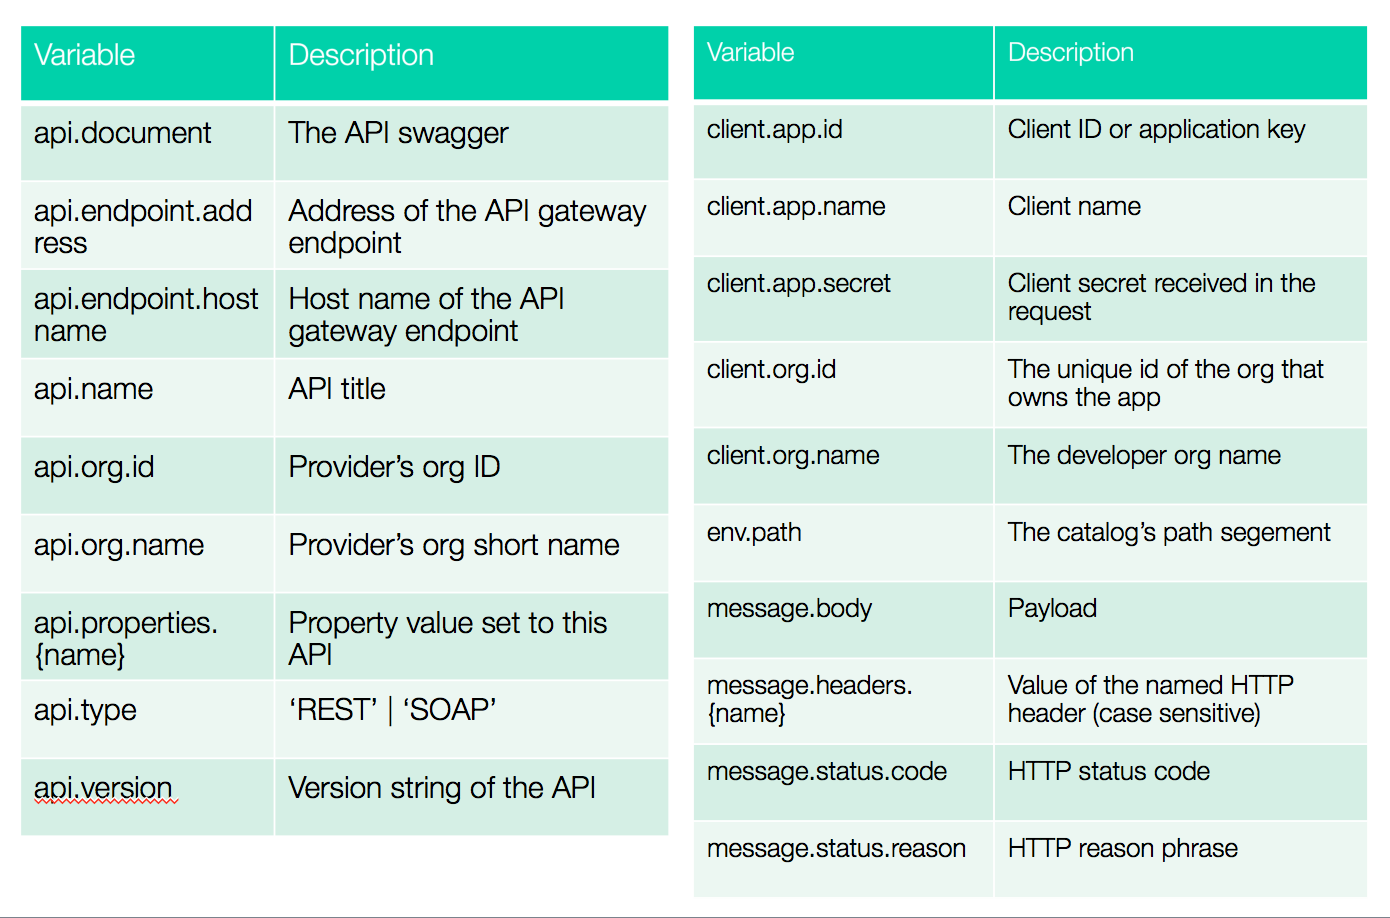 Variable Description
api.document The API swagger
api.endpoint.add Address of the API gateway
ress endpoint
api.endpoint.host Host name of the API
name gateway endpoint
api.name API title
api.org.id Provider’s org ID
api.org.name Provider’s org short name
api.properties. Property value set to this
{name} API
api.type ‘REST’ | ‘SOAP’
api.version Version string of the API
Variable Description
client.app.id Client ID or application key
client.app.name Client name
client.app.secret Client secret received in the
request
client.org.id The unique id of the org that
owns the app
client.org.name The developer org name
env.path The catalog’s path segement
message.body Payload
message.headers. Value of the named HTTP
{name} header (case sensitive)
message.status.code HTTP status code
message.status.reason HTTP reason phrase